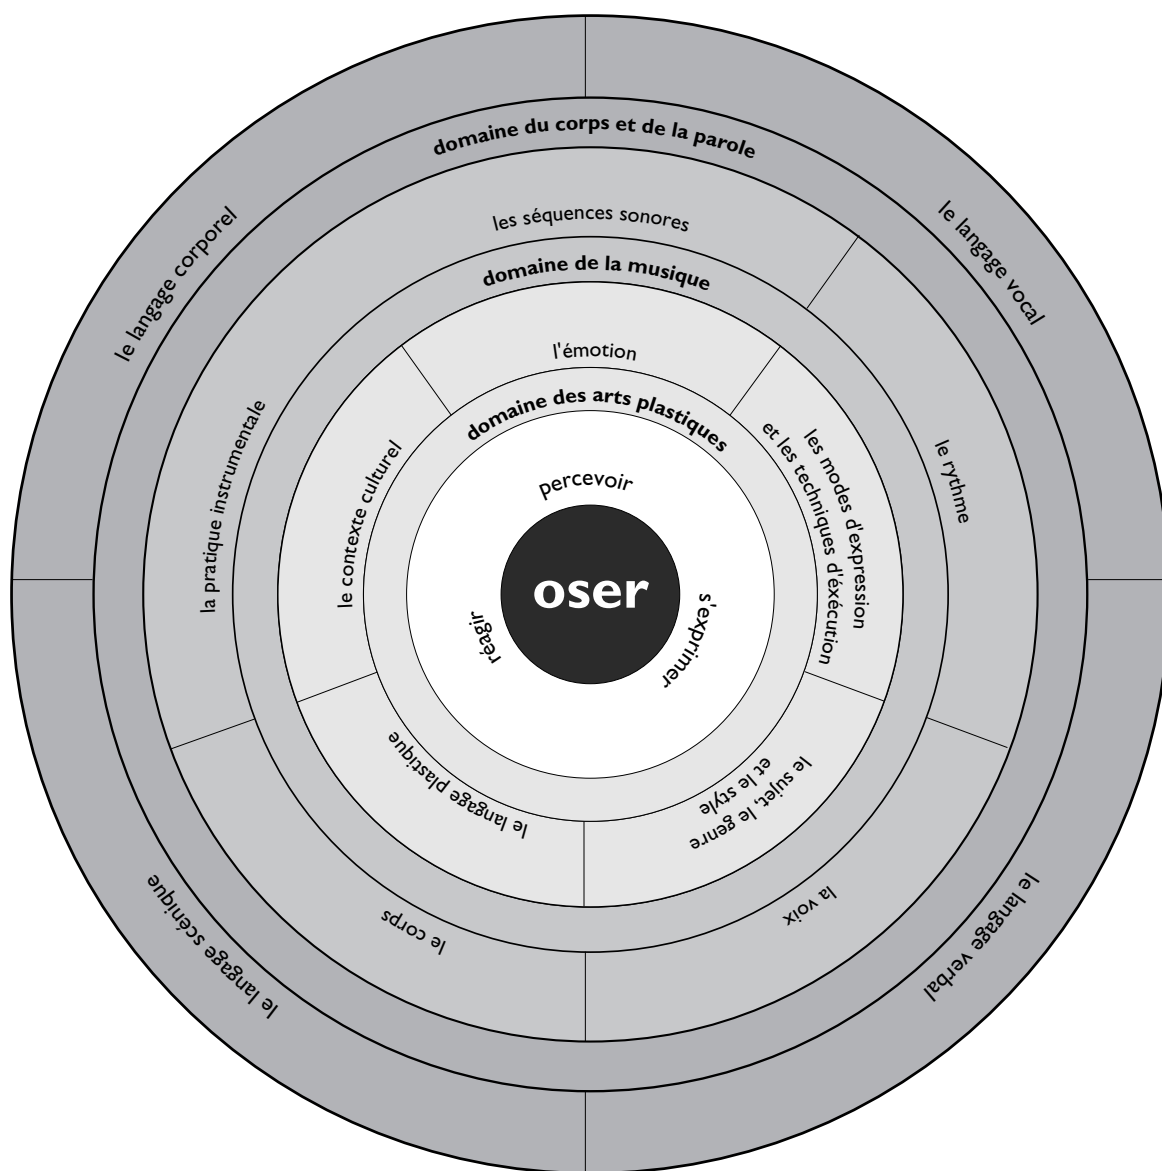 domaine du corps et de la parole
le langage corporel
le langage vocal
les séquences sonores
domaine de la musique
l'émotion
domaine des arts plastiques
la pratique instrumentale
le contexte culturel
les modes d'expression
et les techniques d'éxécution
le rythme
percevoir
oser
réagir
s'exprimer
le langage plastique
le sujet, le genre
et le style
le corps
la voix
le langage scénique
le langage verbal